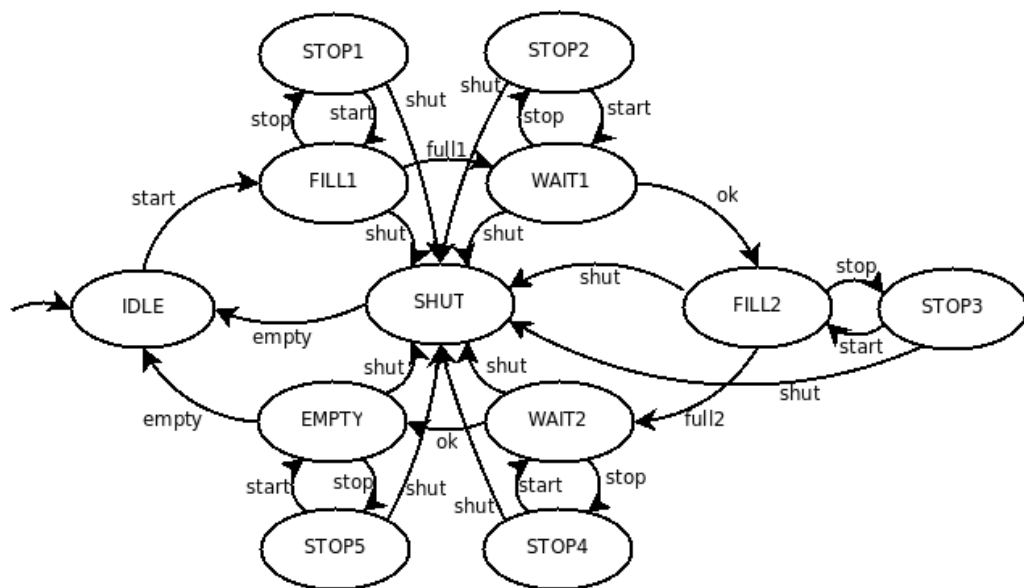 STOP1
STOP2
shut
shut
stop
start
stop
start
full1
FILL1
WAIT1
start
ok
shut
shut
shut
stop
IDLE
SHUT
FILL2
STOP3
empty
start
shut
shut
shut
empty
EMPTY
WAIT2
full2
ok
start
stop
shut
shut
start
stop
STOP5
STOP4